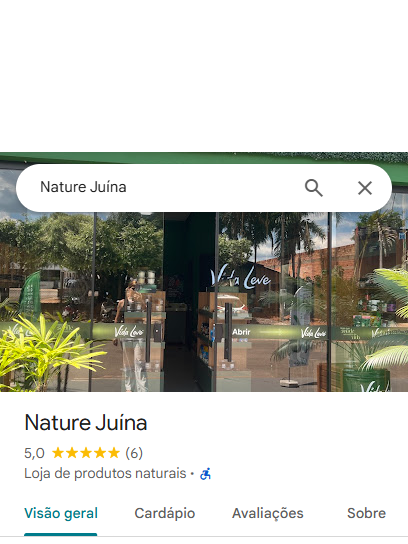 Nature Juína
Vida Leve
Vida Leve
Abrir
Vida Leve
Vida Leve
Nature Juína
5,0 (6)
Loja de produtos naturais ·
Visão geral
Cardápio
Avaliações
Sobre